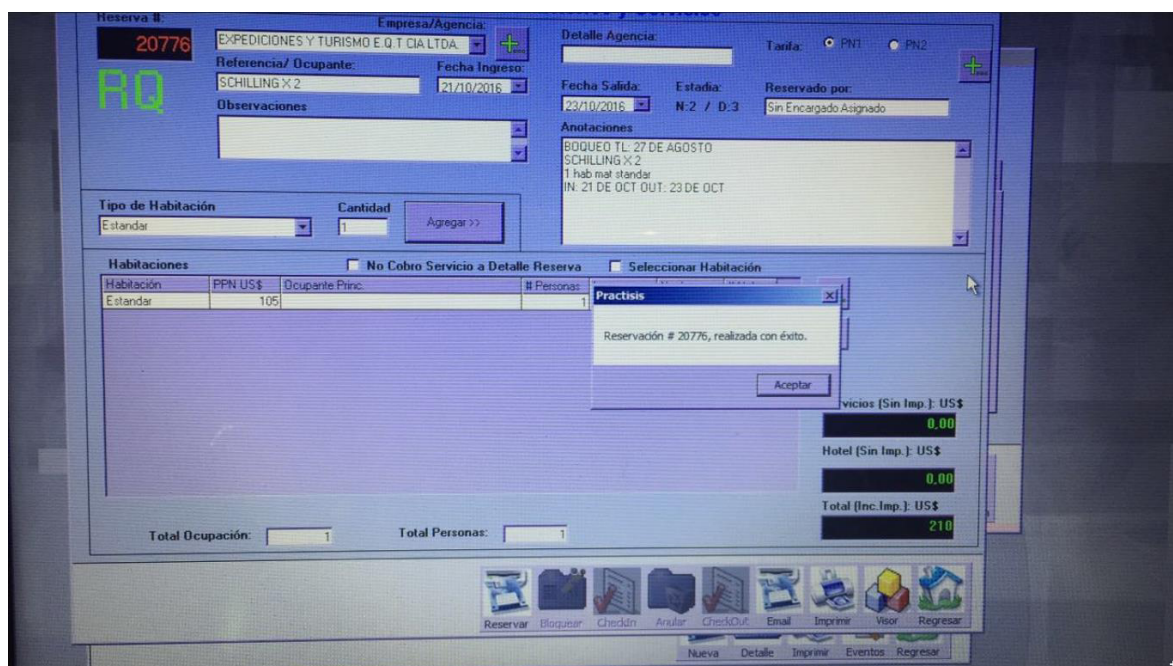 Reserva #:
Empresa/Agencia:
y Servicio
20776
EXPEDICIONES Y TURISMO E.Q.T CIA LTDA.
Detalle Agencia:
Tarifa:
PN1
PN2
RQ
Referencia/ Ocupante:
Fecha Ingreso:
SCHILLING X 2
21/10/2016
Fecha Salida:
Estadia:
Reservado por:
23/10/2016
N:2 / D:3
Sin Encargado Asignado
Observaciones
Anotaciones
BOQUEO TL: 27 DE AGOSTO
SCHILLING X 2
1 hab mat standar
IN: 21 DE OCT OUT: 23 DE OCT
Tipo de Habitación
Cantidad
Estandar
1
Agregar >>
Habitaciones
No Cobro Servicio a Detalle Reserva
Seleccionar Habitación
Habitación
PPN US$
Ocupante Princ.
# Personas
Estandar
105
1
Practisis
Reservación # 20776, realizada con éxito.
Aceptar
vicios (Sin Imp.): US$
0,00
Hotel (Sin Imp.): US$
0,00
Total (Inc.Imp.): US$
210
Total Ocupación:
1
Total Personas:
1
Reservar
Bloquear
CheckIn
Anular
CheckOut
Email
Imprimir
Visor
Regresar
Nueva
Detalle
Imprimir
Eventos
Regresar